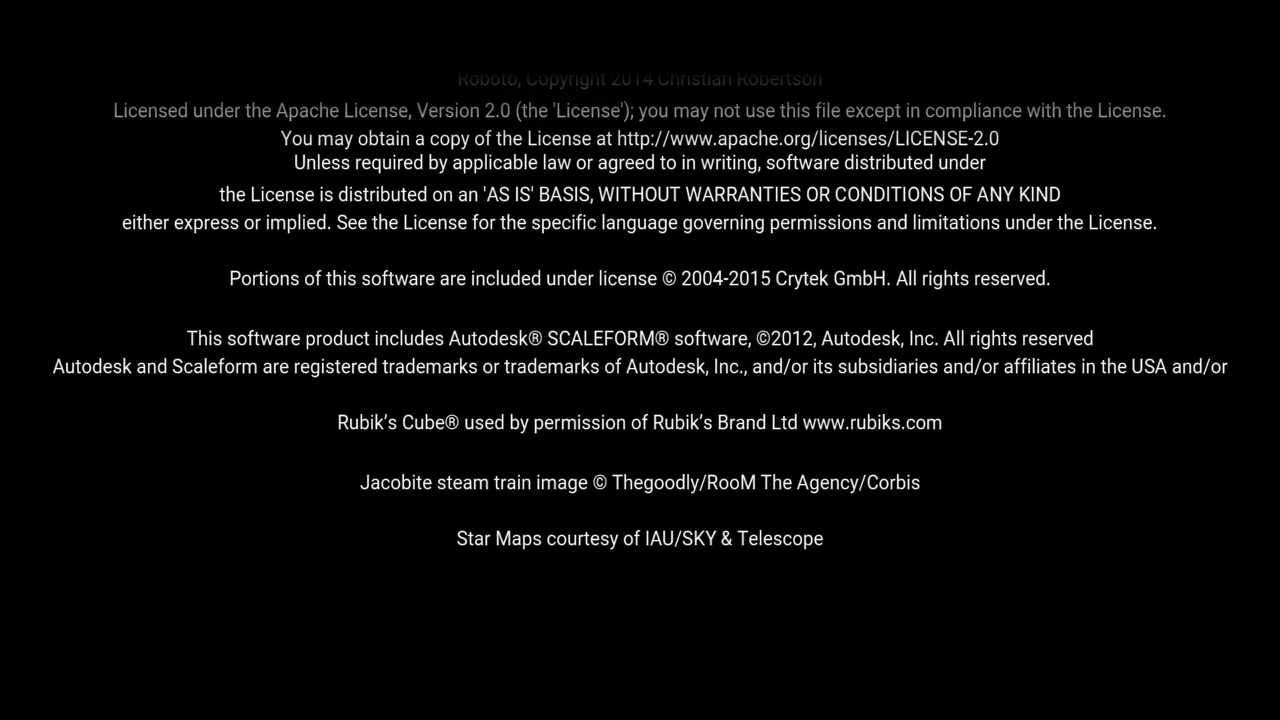 Roboto, Copyright 2014 Christian Robertson
Licensed under the Apache License, Version 2.0 (the 'License'); you may not use this file except in compliance with the License.
You may obtain a copy of the License at http://www.apache.org/licenses/LICENSE-2.0
Unless required by applicable law or agreed to in writing, software distributed under
the License is distributed on an 'AS IS' BASIS, WITHOUT WARRANTIES OR CONDITIONS OF ANY KIND
either express or implied. See the License for the specific language governing permissions and limitations under the License.
Portions of this software are included under license © 2004-2015 Crytek GmbH. All rights reserved.
This software product includes Autodesk® SCALEFORM® software, ©2012, Autodesk, Inc. All rights reserved
Autodesk and Scaleform are registered trademarks or trademarks of Autodesk, Inc., and/or its subsidiaries and/or affiliates in the USA and/or
Rubik’s Cube® used by permission of Rubik’s Brand Ltd www.rubiks.com
Jacobite steam train image © Thegoodly/RooM The Agency/Corbis
Star Maps courtesy of IAU/SKY & Telescope